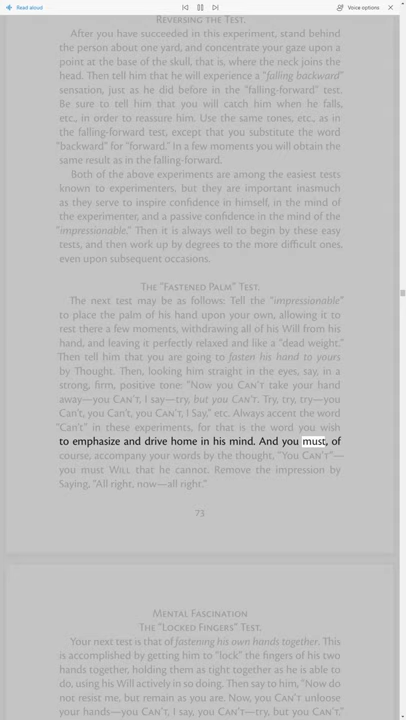 Read aloud
Voice options
REVERSING THE TEST.
After you have succeeded in this experiment, stand behind
the person about one yard, and concentrate your gaze upon a
point at the base of the skull, that is, where the neck joins the
head. Then tell him that he will experience a "falling backward"
sensation, just as he did before in the "falling-forward" test.
Be sure to tell him that you will catch him when he falls,
etc., in order to reassure him. Use the same tones, etc., as in
the falling-forward test, except that you substitute the word
"backward" for "forward." In a few moments you will obtain the
same result as in the falling-forward.
Both of the above experiments are among the easiest tests
known to experimenters, but they are important inasmuch
as they serve to inspire confidence in himself, in the mind of
the experimenter, and a passive confidence in the mind of the
"impressionable." Then it is always well to begin by these easy
tests, and then work up by degrees to the more difficult ones,
even upon subsequent occasions.
THE "FASTENED PALM" TEST.
The next test may be as follows: Tell the "impressionable"
to place the palm of his hand upon your own, allowing it to
rest there a few moments, withdrawing all of his Will from his
hand, and leaving it perfectly relaxed and like a "dead weight."
Then tell him that you are going to fasten his hand to yours
by Thought. Then, looking him straight in the eyes, say, in a
strong, firm, positive tone: "Now you CAN'T take your hand
away—you CAN'T, I say—try, but you CAN'T. Try, try, try—you
Can't, you Can't, you CAN'T, I Say," etc. Always accent the word
"Can't" in these experiments, for that is the word you wish
to emphasize and drive home in his mind. And you must, of
course, accompany your words by the thought, "You CAN'T"—
you must WILL that he cannot. Remove the impression by
Saying, "All right, now—all right."
73
MENTAL FASCINATION
THE "LOCKED FINGERS" TEST.
Your next test is that of fastening his own hands together. This
is accomplished by getting him to "lock" the fingers of his two
hands together, holding them as tight together as he is able to
do, using his Will actively in so doing. Then say to him, "Now do
not resist me, but remain as you are. Now, you CAN'T unloose
your hands—you CAN'T, I say, you CAN'T—try, but you CAN'T,"